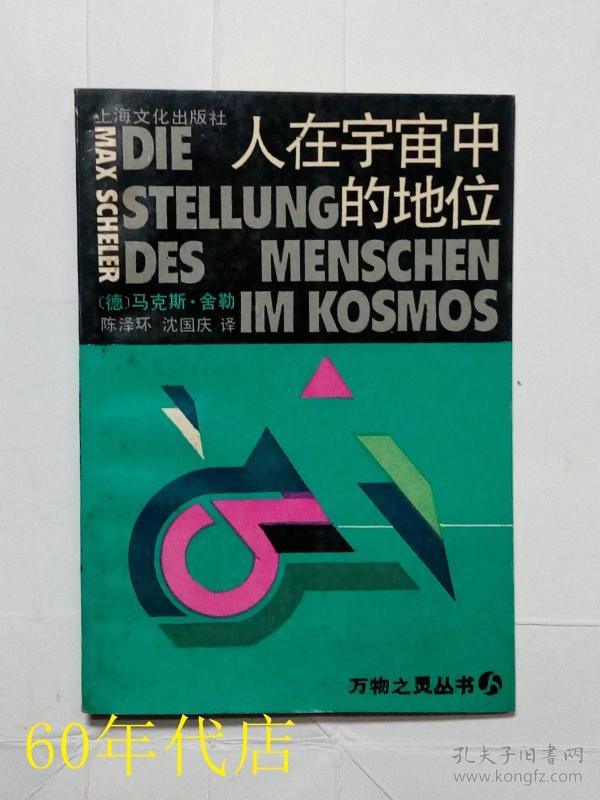 上海文化出版社
MAX SCHELER
DIE
人在宇宙中
STELLUNG的地位
DES MENSCHEN
〔德〕马克斯·舍勒
IM KOSMOS
陈泽环 沈国庆 译
万物之灵丛书
60年代店
孔夫子旧书网
www.kongfz.com